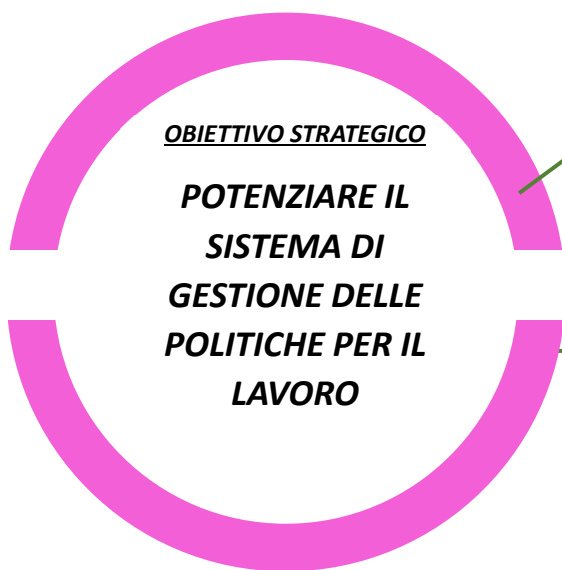 OBIETTIVO STRATEGICO
POTENZIARE IL
SISTEMA DI
GESTIONE DELLE
POLITICHE PER IL
LAVORO